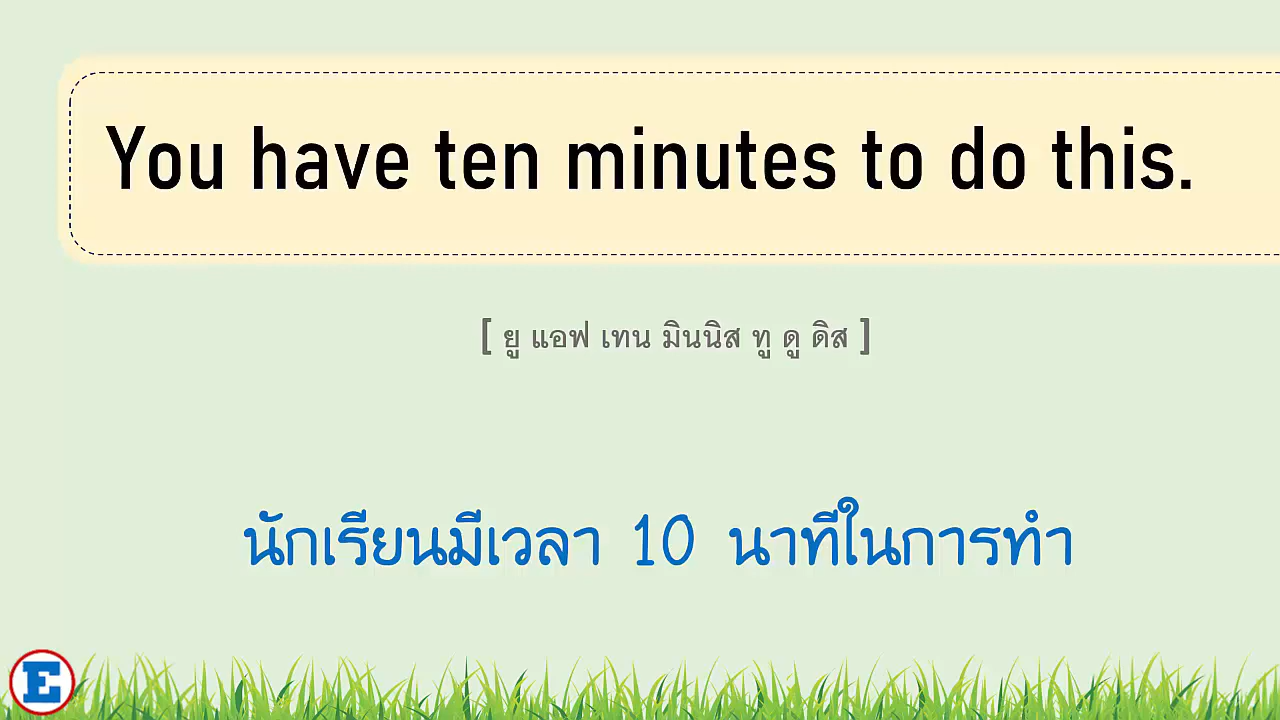 You have ten minutes to do this.
[ ยู แอฟ เทน มินนิส ทู ดู ดิส ]
นักเรียนมีเวลา 10 นาทีในการทำ
E